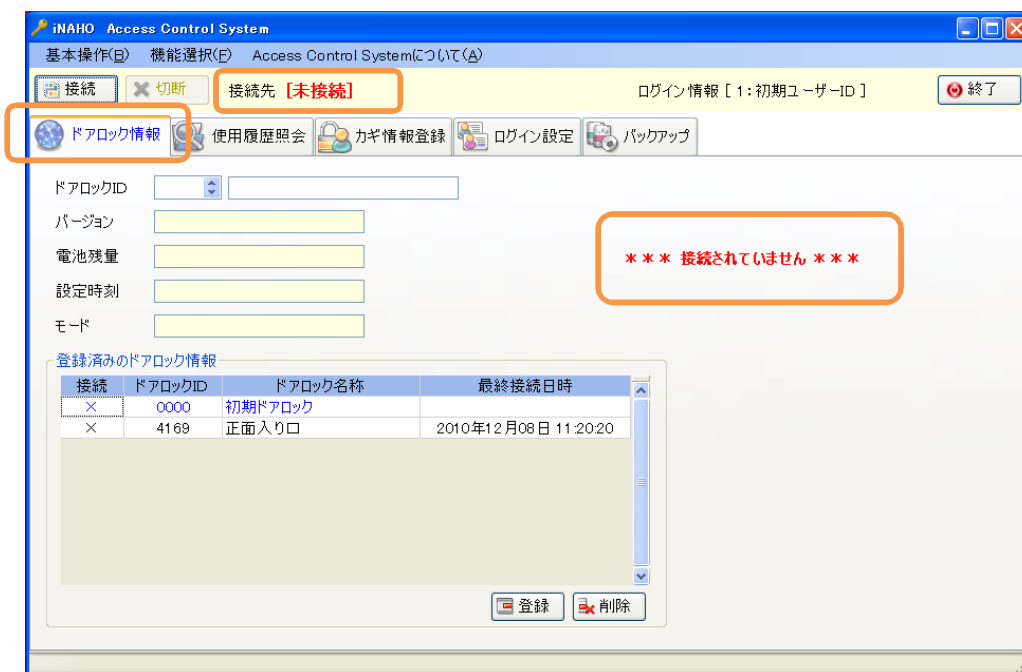 iNAHO Access Control System
基本操作(B) 機能選択(F) Access Control Systemについて(A)
接続 切断 接続先 [未接続] ログイン情報 [ 1:初期ユーザーID ] 終了
ドアロック情報 使用履歴照会 カギ情報登録 ログイン設定 バックアップ
ドアロックID
バージョン
電池残量
＊＊＊ 接続されていません ＊＊＊
設定時刻
モード
登録済みのドアロック情報
接続 ドアロックID ドアロック名称 最終接続日時
× 0000 初期ドアロック
× 4169 正面入り口 2010年12月08日 11:20:20
登録 削除